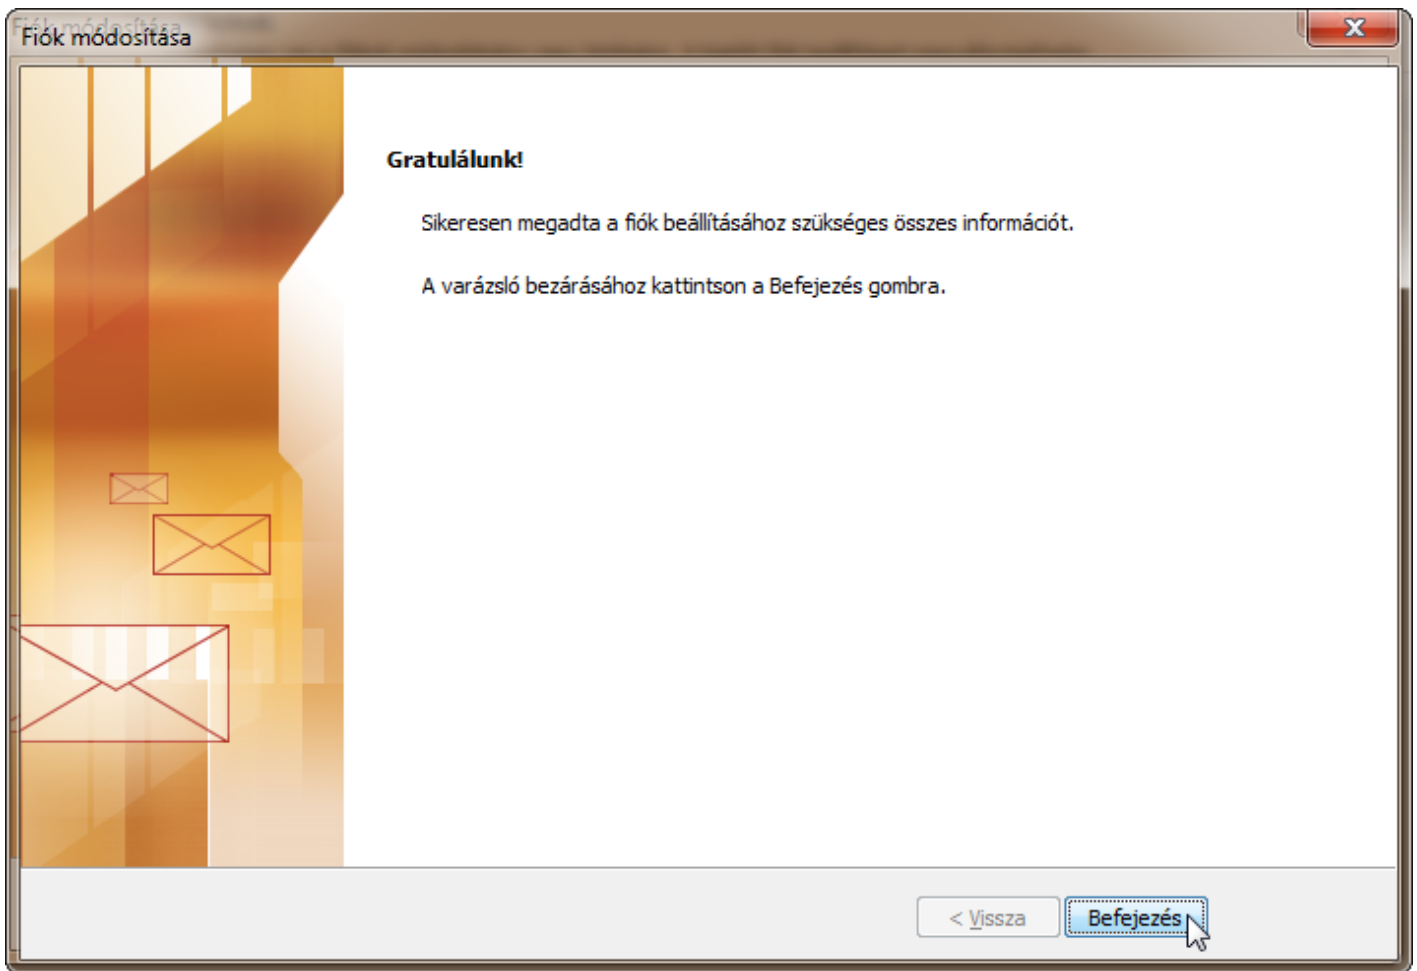 Fiók módosítása
Gratulálunk!
Sikeresen megadta a fiók beállításához szükséges összes információt.
A varázsló bezárásához kattintson a Befejezés gombra.
< Vissza
Befejezés